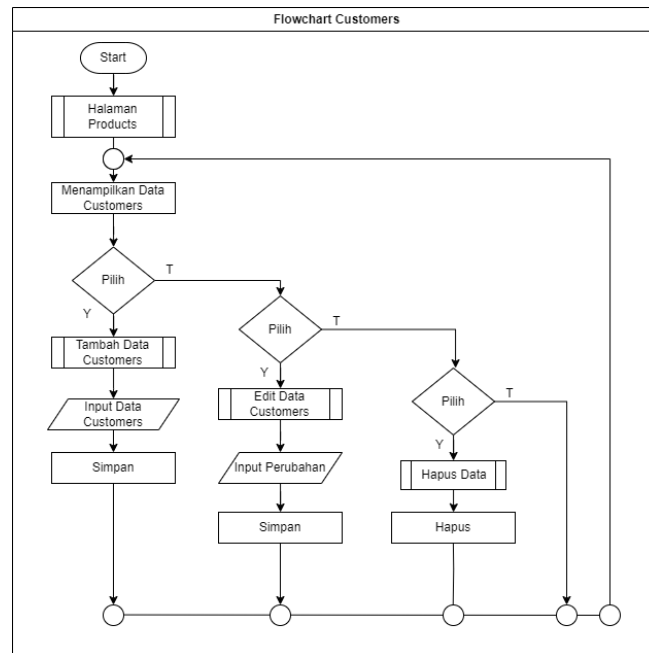 Flowchart Customers
Start
Halaman
Products
Menampilkan Data
Customers
Pilih
T
Y
Pilih
T
Tambah Data
Customers
Y
Edit Data
Customers
Pilih
T
Input Data
Customers
Y
Simpan
Input Perubahan
Hapus Data
Simpan
Hapus